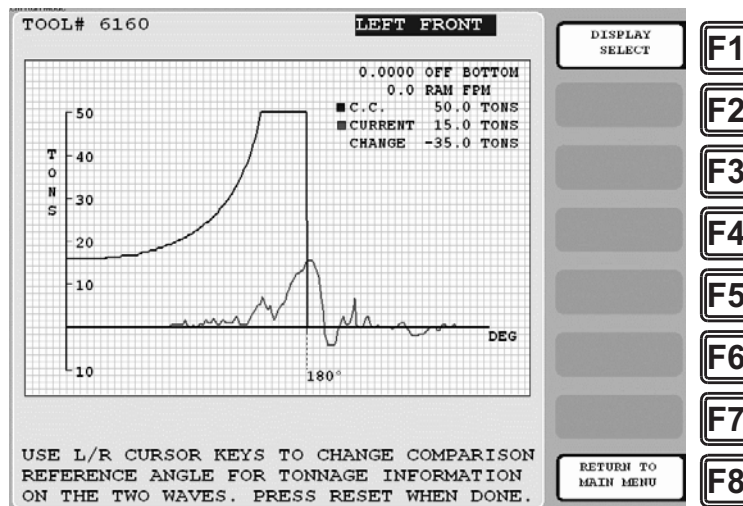 TOOL# 6160
LEFT FRONT
0.0000 OFF BOTTOM
0.0 RAM FPM
C.C. 50.0 TONS
CURRENT 15.0 TONS
CHANGE -35.0 TONS
50
40
30
20
10
10
TONS
DEG
180°
USE L/R CURSOR KEYS TO CHANGE COMPARISON
REFERENCE ANGLE FOR TONNAGE INFORMATION
ON THE TWO WAVES. PRESS RESET WHEN DONE.
DISPLAY
SELECT
RETURN TO
MAIN MENU
F1
F2
F3
F4
F5
F6
F7
F8